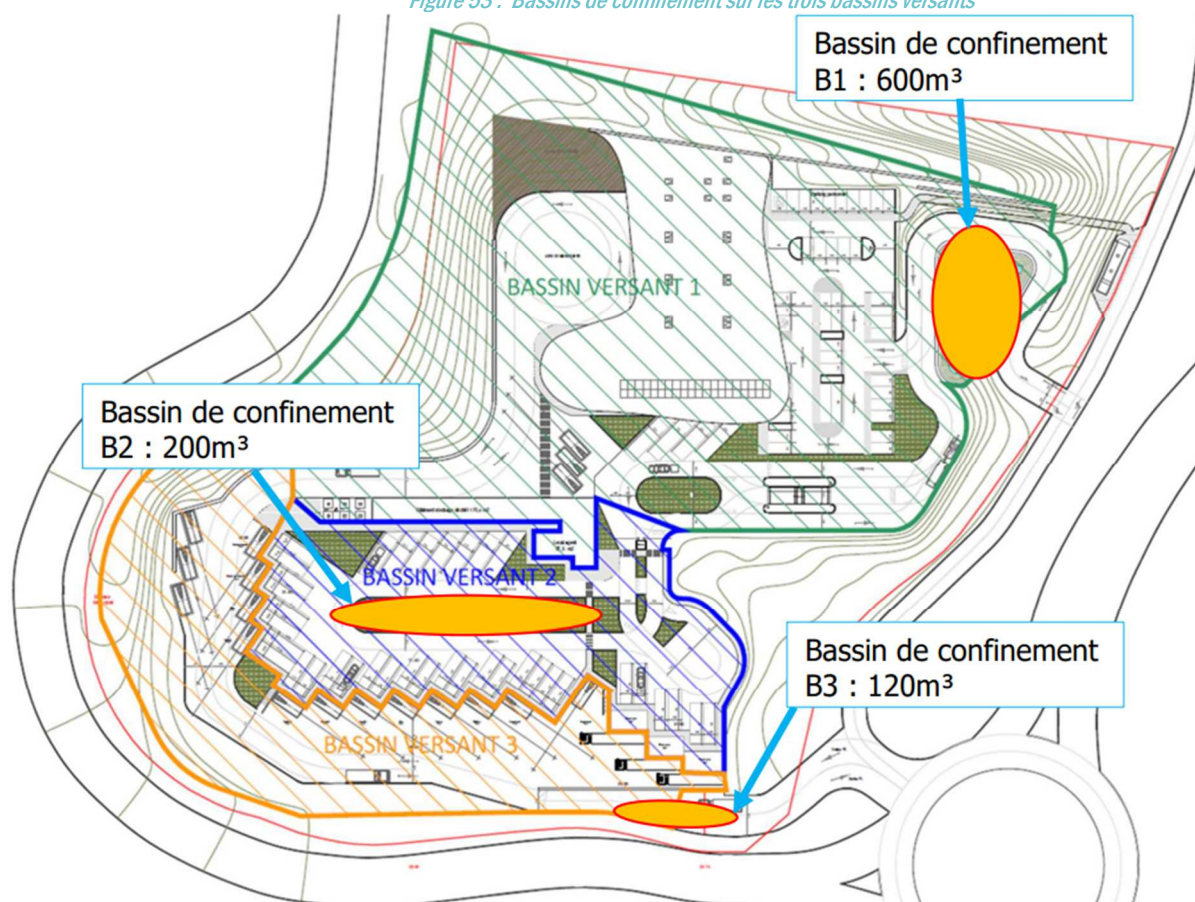 Figure 53 : Bassins de confinement sur les trois bassins versants
Bassin de confinement
B1 : 600m³
BASSIN VERSANT 1
Bassin de confinement
B2 : 200m³
BASSIN VERSANT 2
Bassin de confinement
B3 : 120m³
BASSIN VERSANT 3